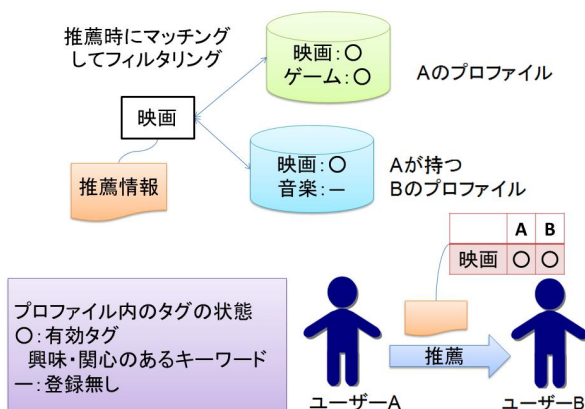 推薦時にマッチング
してフィルタリング
映画:〇
ゲーム:〇
Aのプロファイル
映画
推薦情報
映画:〇
音楽:ー
Aが持つ
Bのプロファイル
A B
映画 〇 〇
プロファイル内のタグの状態
〇:有効タグ
興味・関心のあるキーワード
ー:登録無し
推薦
ユーザーA
ユーザーB